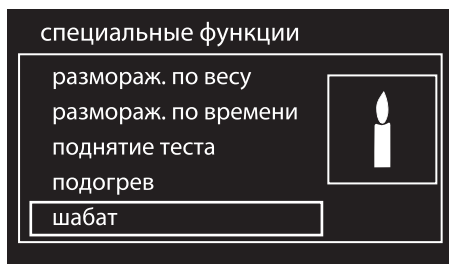 специальные функции
размораж. по весу
размораж. по времени
поднятие теста
подогрев
шабат